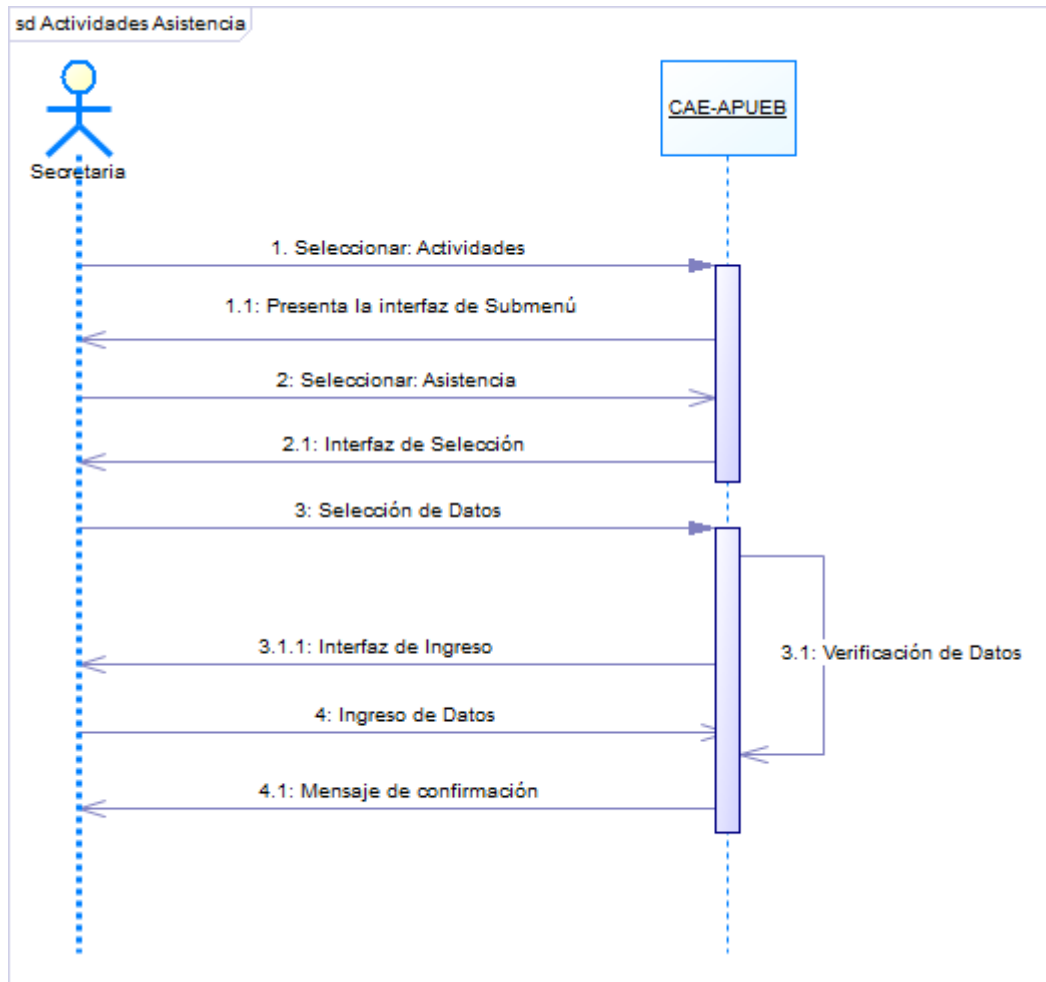 sd Actividades Asistencia
CAE-APUEB
Secretaria
1. Seleccionar: Actividades
1.1: Presenta la interfaz de Submenú
2: Seleccionar: Asistencia
2.1: Interfaz de Selección
3: Selección de Datos
3.1.1: Interfaz de Ingreso
3.1: Verificación de Datos
4: Ingreso de Datos
4.1: Mensaje de confirmación